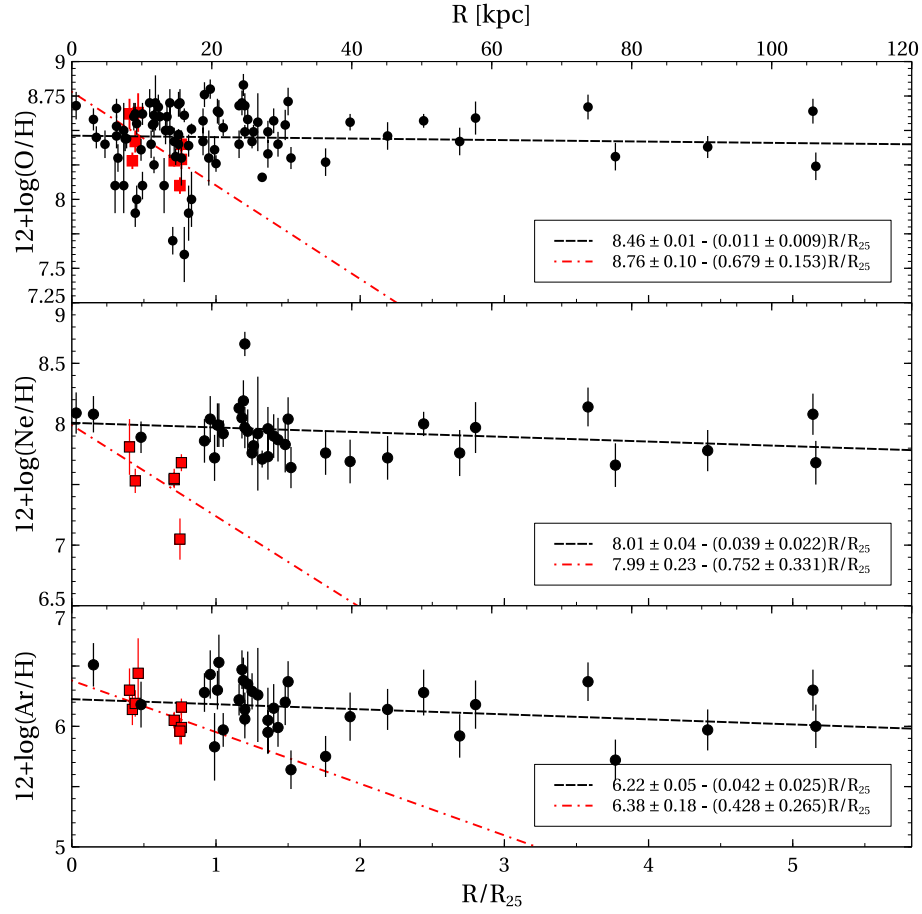 R [kpc]
0 20 40 60 80 100 120
12+log(O/H)
9
8.75
8
7.5
7.25
8.46 ± 0.01 - (0.011 ± 0.009)R/R25
8.76 ± 0.10 - (0.679 ± 0.153)R/R25
12+log(Ne/H)
9
8.5
8
7
6.5
8.01 ± 0.04 - (0.039 ± 0.022)R/R25
7.99 ± 0.23 - (0.752 ± 0.331)R/R25
12+log(Ar/H)
7
6
5
6.22 ± 0.05 - (0.042 ± 0.025)R/R25
6.38 ± 0.18 - (0.428 ± 0.265)R/R25
0 1 2 3 4 5
R/R25